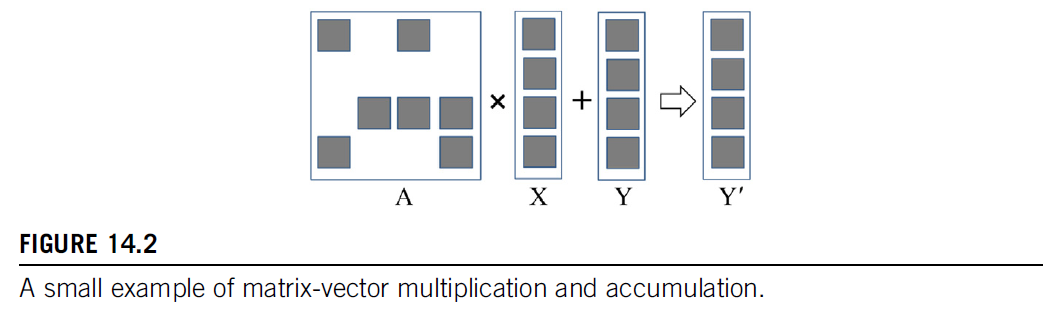 × + ⇨
A X Y Y′
FIGURE 14.2
A small example of matrix-vector multiplication and accumulation.